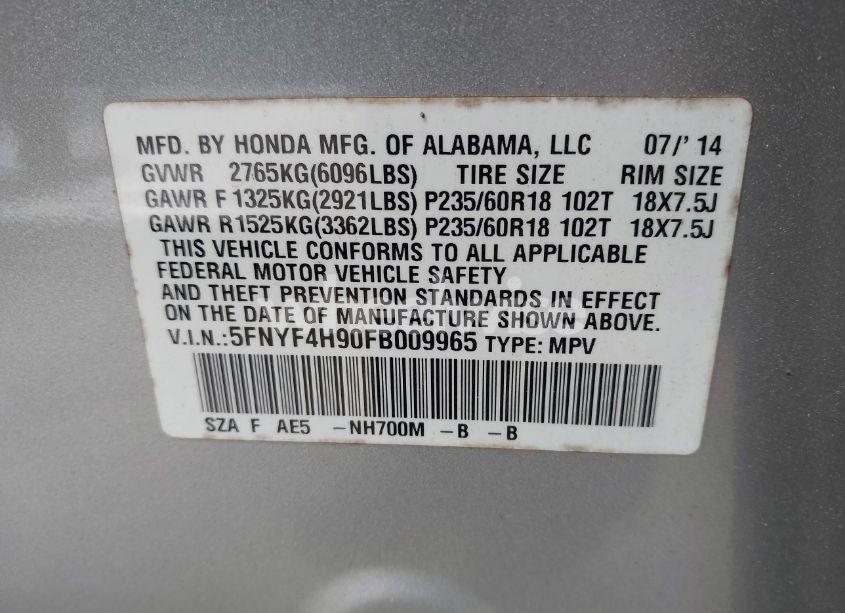 MFD. BY HONDA MFG. OF ALABAMA, LLC 07/' 14
GVWR 2765KG(6096LBS) TIRE SIZE RIM SIZE
GAWR F 1325KG(2921LBS) P235/60R18 102T 18X7.5J
GAWR R1525KG(3362LBS) P235/60R18 102T 18X7.5J
THIS VEHICLE CONFORMS TO ALL APPLICABLE
FEDERAL MOTOR VEHICLE SAFETY
AND THEFT PREVENTION STANDARDS IN EFFECT
ON THE DATE OF MANUFACTURE SHOWN ABOVE.
V.I.N.:5FNYF4H90FB009965 TYPE: MPV
SZA F AE5 -NH700M -B -B